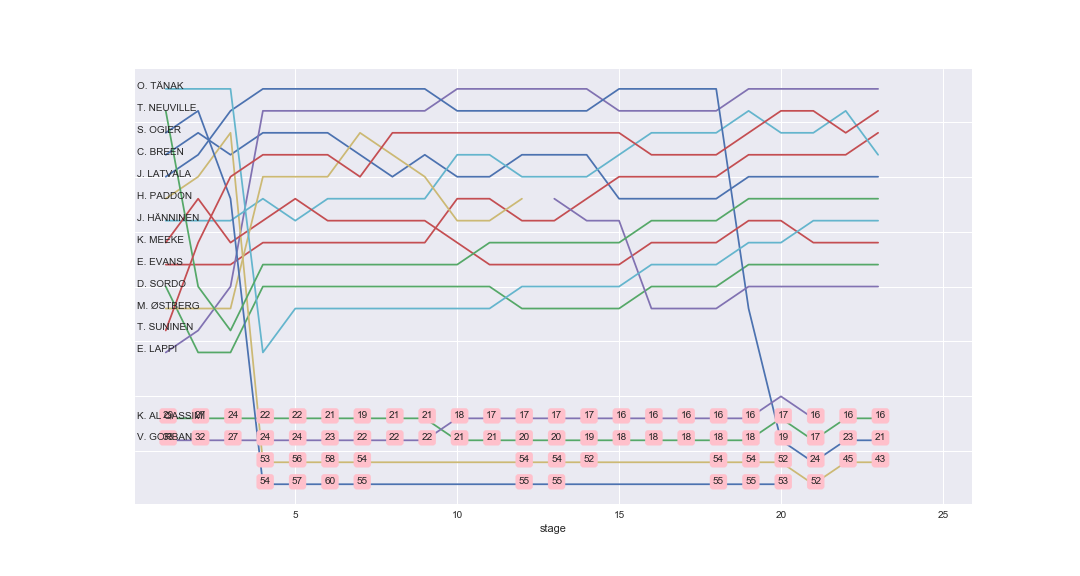 O. TÄNAK
T. NEUVILLE
S. OGIER
C. BREEN
J. LATVALA
H. PADDON
J. HÄNNINEN
K. MEEKE
E. EVANS
D. SORDO
M. ØSTBERG
T. SUNINEN
E. LAPPI
K. AL QASSIMI 24 22 22 21 19 21 21 18 17 17 17 17 16 16 16 16 16 17 16 16 16
V. GORBAN 32 27 24 24 23 22 22 22 21 21 20 20 19 18 18 18 18 18 19 17 23 21
53 56 58 54 54 54 52 54 54 52 24 45 43
54 57 60 55 55 55 55 55 53 52
5 10 15 20 25
stage